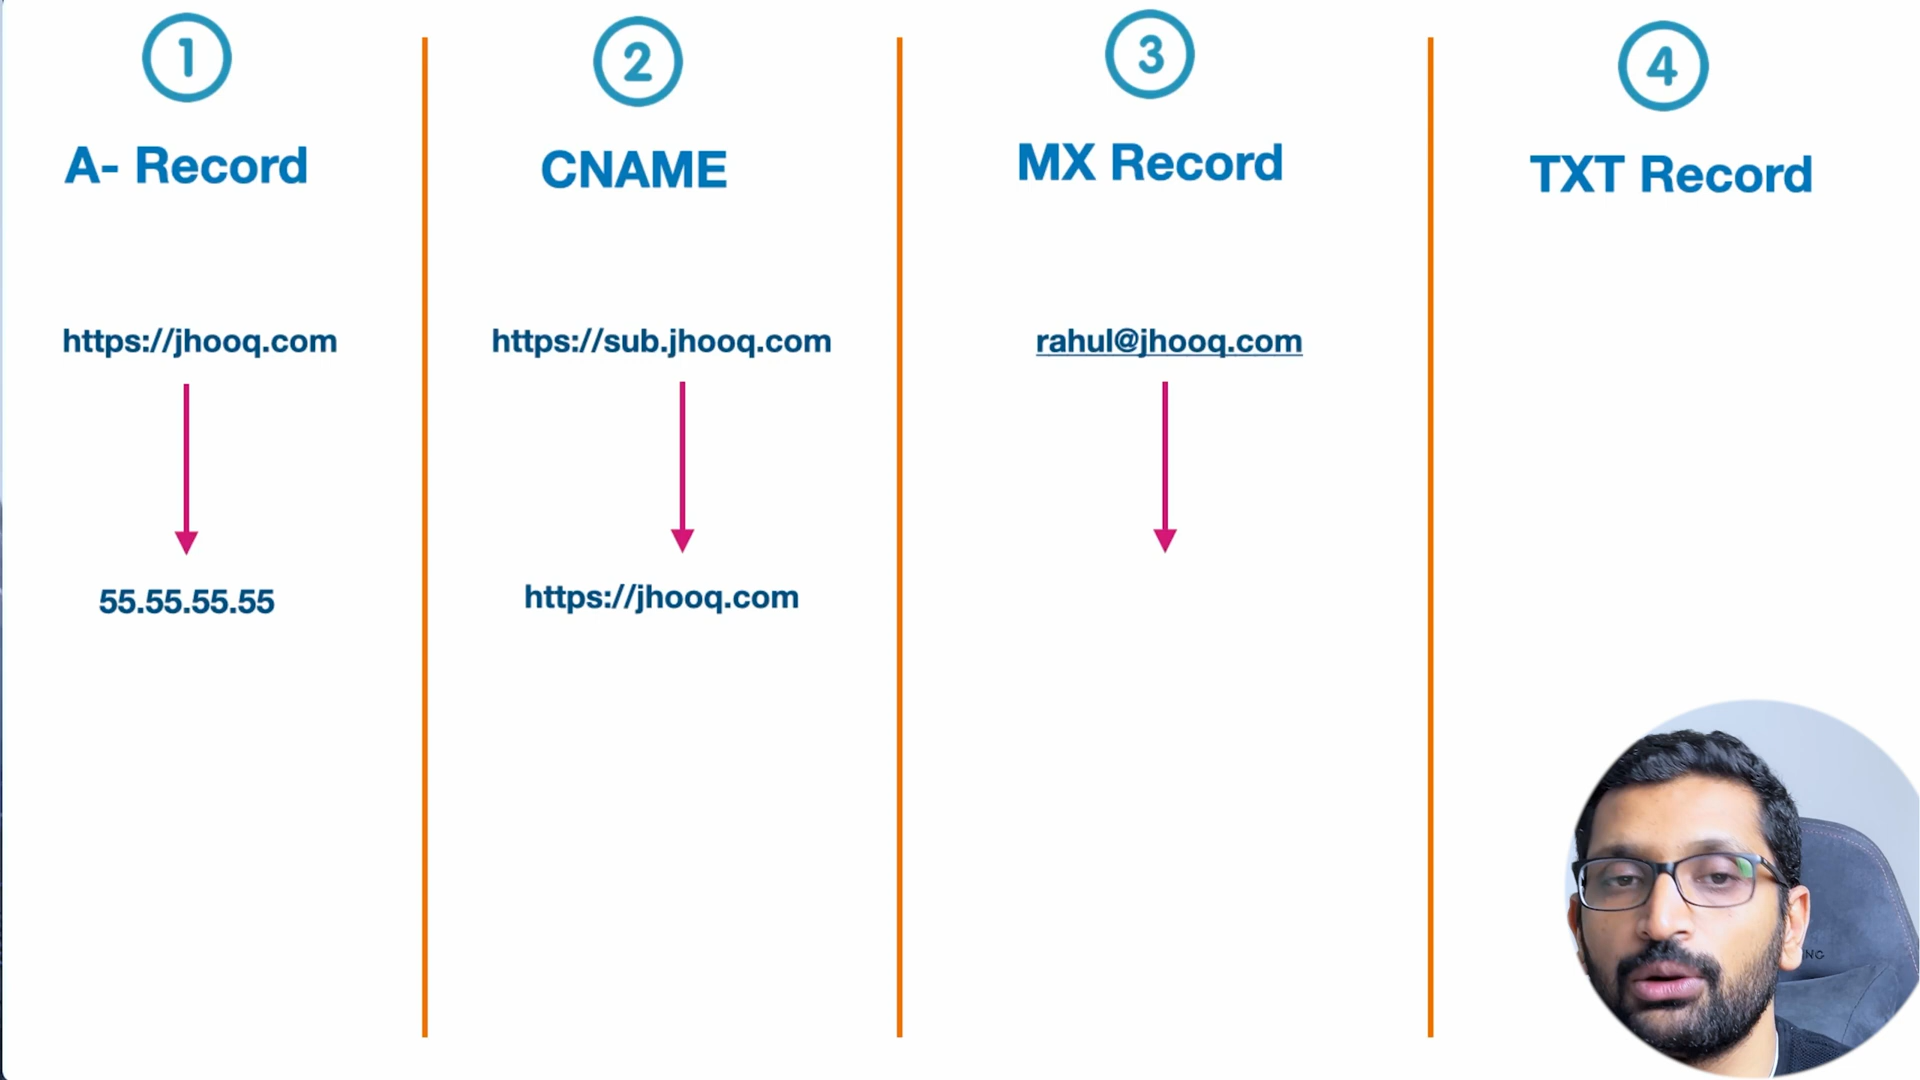 1
A- Record
https://jhooq.com
55.55.55.55
2
CNAME
https://sub.jhooq.com
https://jhooq.com
3
MX Record
rahul@jhooq.com
4
TXT Record
NG